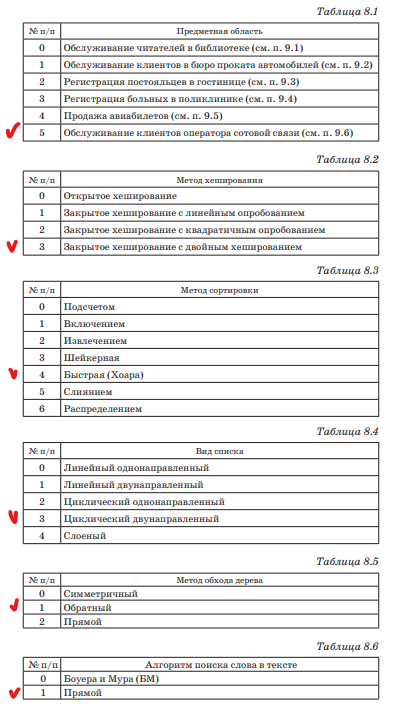 Таблица 8.1
№ п/п Предметная область
0 Обслуживание читателей в библиотеке (см. п. 9.1)
1 Обслуживание клиентов в бюро проката автомобилей (см. п. 9.2)
2 Регистрация постояльцев в гостинице (см. п. 9.3)
3 Регистрация больных в поликлинике (см. п. 9.4)
4 Продажа авиабилетов (см. п. 9.5)
5 Обслуживание клиентов оператора сотовой связи (см. п. 9.6)
Таблица 8.2
№ п/п Метод хеширования
0 Открытое хеширование
1 Закрытое хеширование с линейным опробованием
2 Закрытое хеширование с квадратичным опробованием
3 Закрытое хеширование с двойным хешированием
Таблица 8.3
№ п/п Метод сортировки
0 Подсчетом
1 Включением
2 Извлечением
3 Шейкерная
4 Быстрая (Хоара)
5 Слиянием
6 Распределением
Таблица 8.4
№ п/п Вид списка
0 Линейный однонаправленный
1 Линейный двунаправленный
2 Циклический однонаправленный
3 Циклический двунаправленный
4 Слоеный
Таблица 8.5
№ п/п Метод обхода дерева
0 Симметричный
1 Обратный
2 Прямой
Таблица 8.6
№ п/п Алгоритм поиска слова в тексте
0 Боуера и Мура (БМ)
1 Прямой